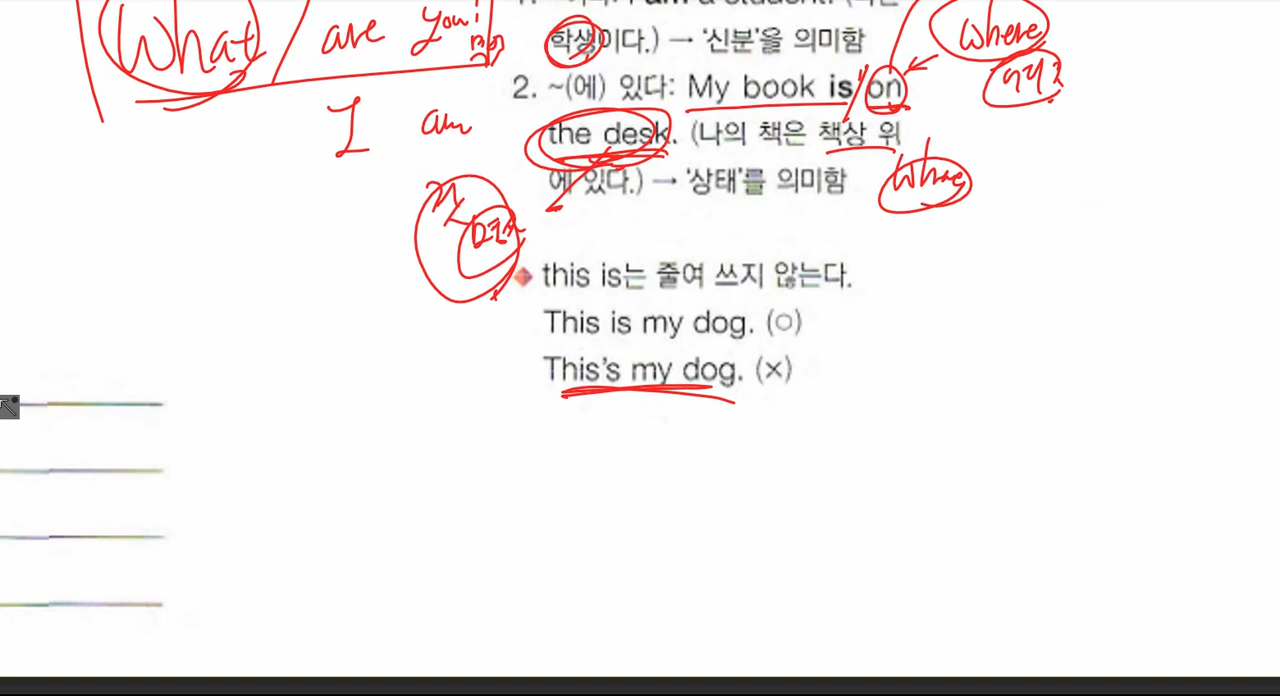 am a student.
학생이다.) → '신분'을 의미함
2. ~(에) 있다: My book is on
the desk. (나의 책은 책상 위
에 있다.) → '상태'를 의미함
◆ this is는 줄여 쓰지 않는다.
This is my dog. (○)
This's my dog. (×)
What / are you?
I am
where
What